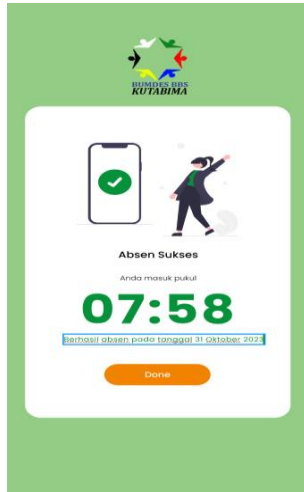 BUMDES BBS
KUTABIMA
Absen Sukses
Anda masuk pukul
07:58
Berhasil absen pada tanggal 31 Oktober 2023
Done